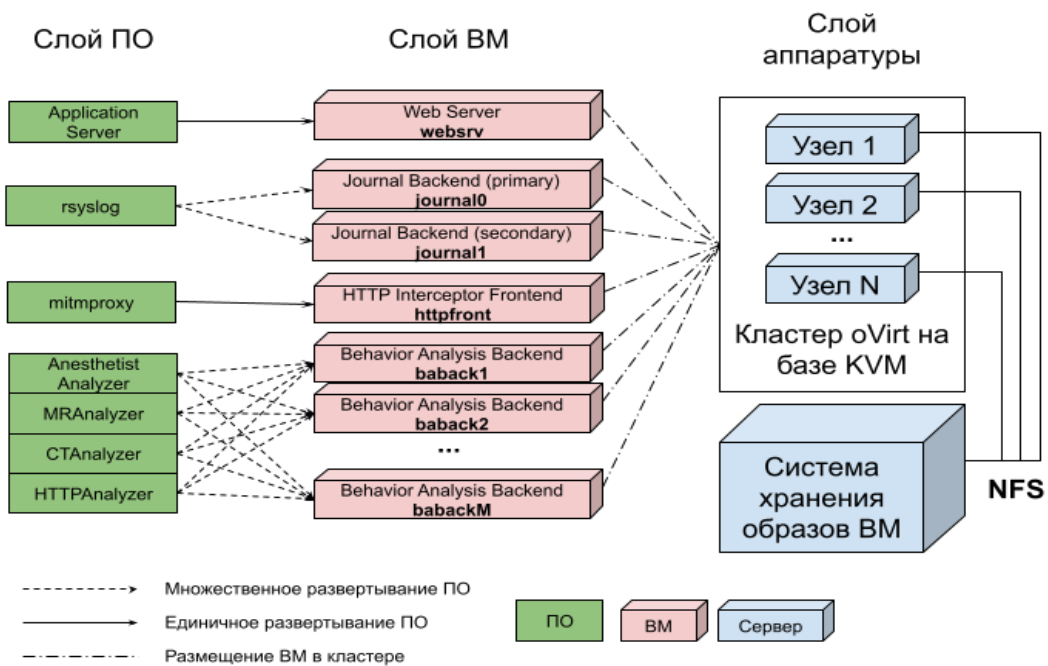 Слой ПО
Слой ВМ
Слой
аппаратуры
Application
Server
Web Server
websrv
rsyslog
Journal Backend (primary)
journal0
Journal Backend (secondary)
journal1
mitmproxy
HTTP Interceptor Frontend
httpfront
Anesthetist
Analyzer
MRAnalyzer
CTAnalyzer
HTTPAnalyzer
Behavior Analysis Backend
baback1
Behavior Analysis Backend
baback2
...
Behavior Analysis Backend
babackM
Узел 1
Узел 2
...
Узел N
Кластер oVirt на
базе KVM
Система
хранения
образов ВМ
NFS
Множественное развертывание ПО
Единичное развертывание ПО
Размещение ВМ в кластере
ПО
ВМ
Сервер